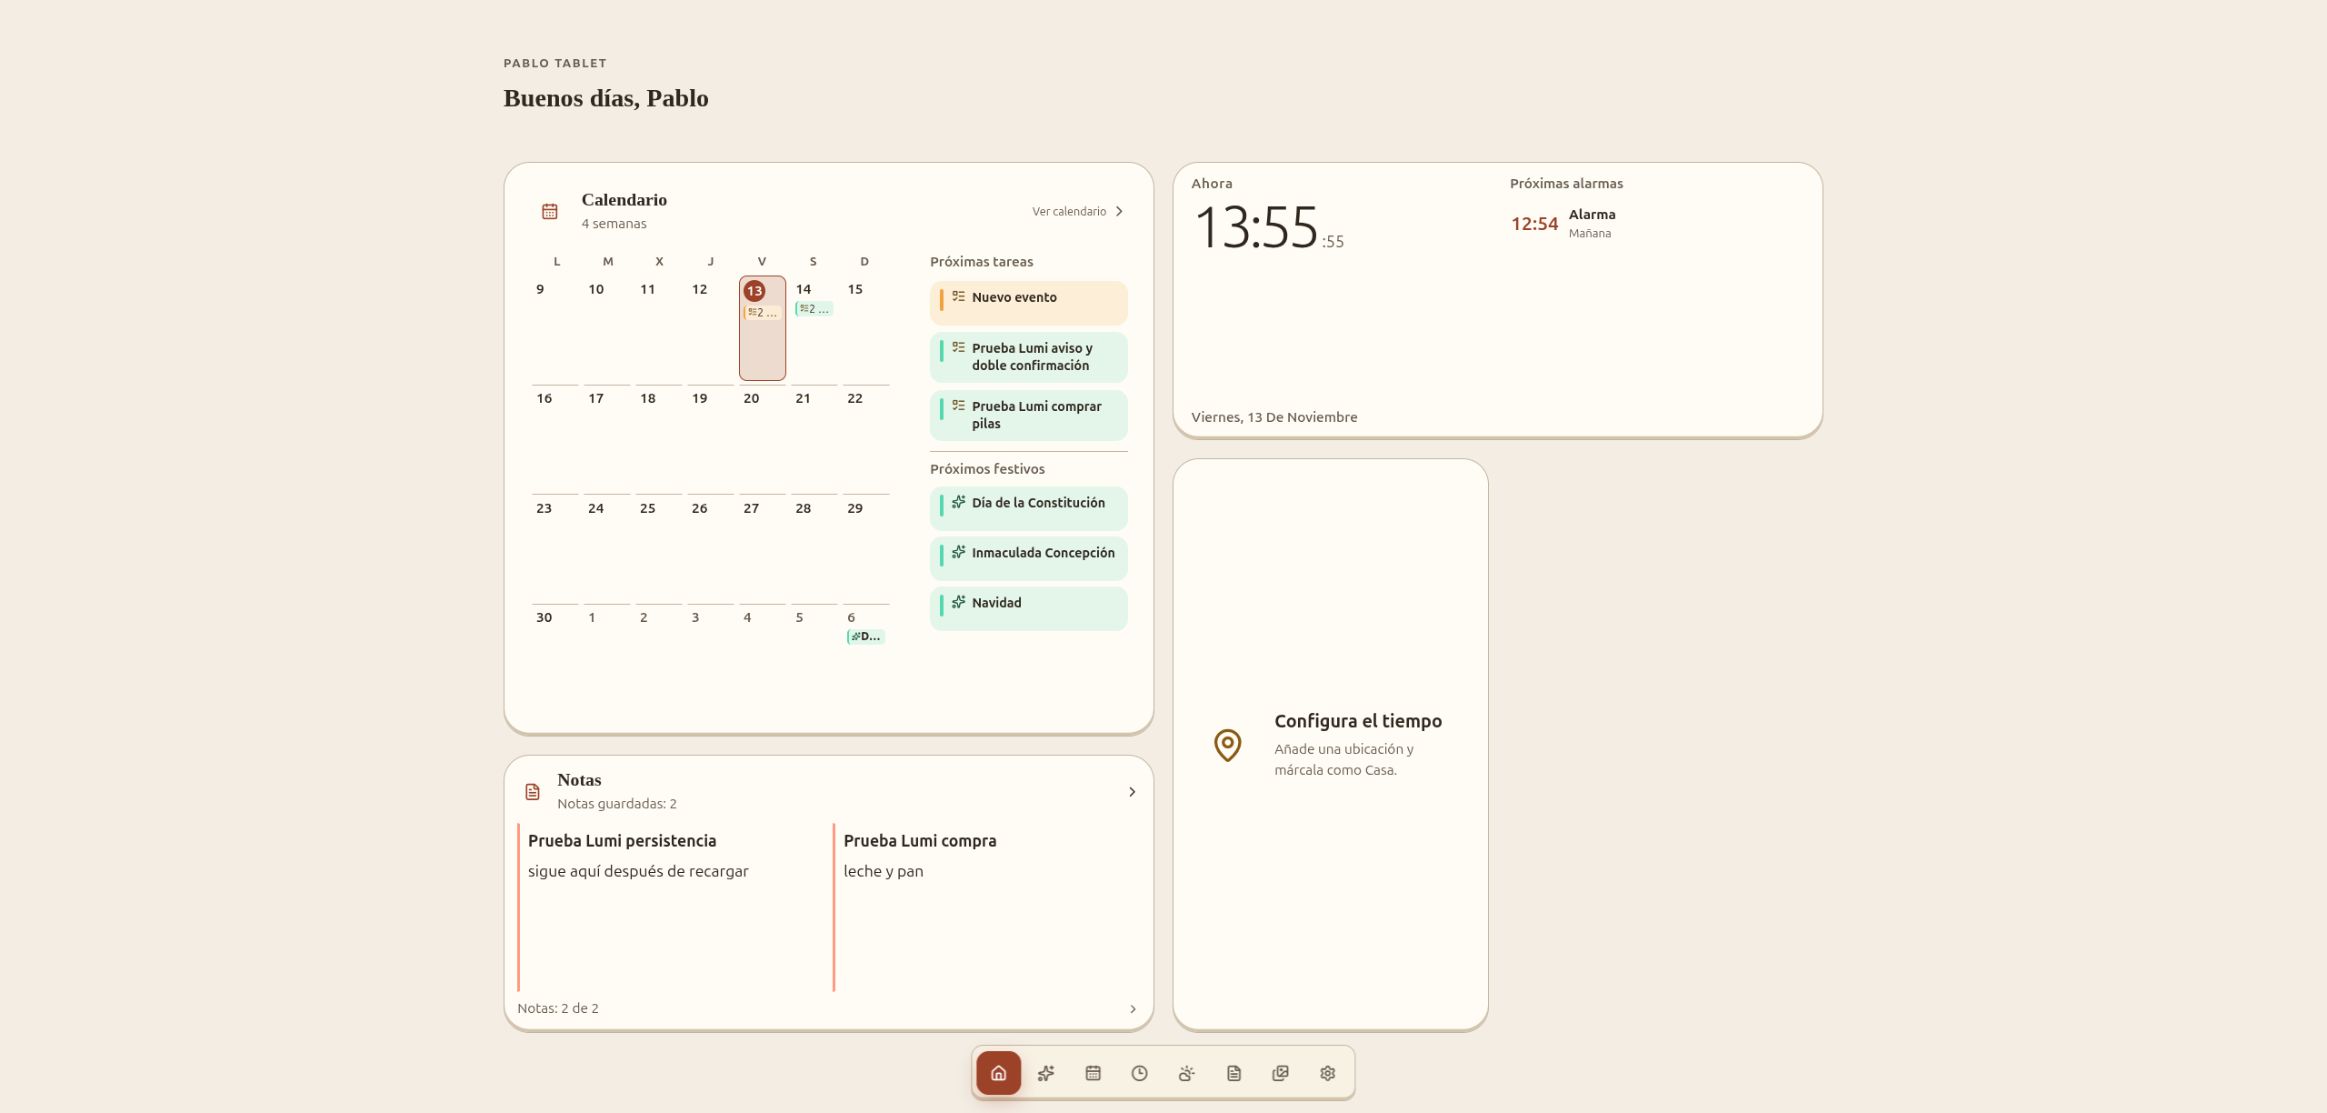 PABLO TABLET
Buenos días, Pablo
Calendario
4 semanas
Ver calendario
L M X J V S D
9 10 11 12 13 14 15
2 ... 2 ...
16 17 18 19 20 21 22
23 24 25 26 27 28 29
30 1 2 3 4 5 6
D...
Próximas tareas
Nuevo evento
Prueba Lumi aviso y
doble confirmación
Prueba Lumi comprar
pilas
Próximos festivos
Día de la Constitución
Inmaculada Concepción
Navidad
Ahora
13:55 :55
Viernes, 13 De Noviembre
Próximas alarmas
12:54
Alarma
Mañana
Notas
Notas guardadas: 2
Prueba Lumi persistencia
sigue aquí después de recargar
Prueba Lumi compra
leche y pan
Notas: 2 de 2
Configura el tiempo
Añade una ubicación y
márcala como Casa.